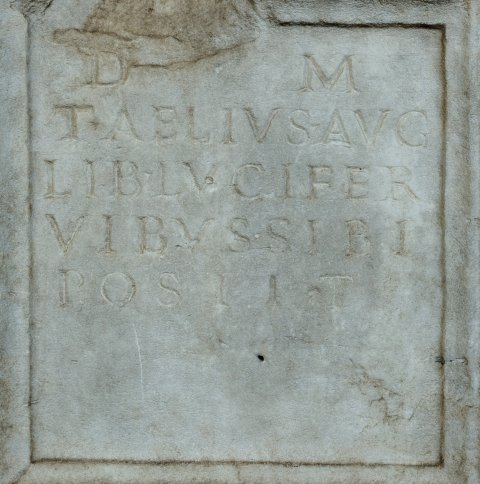 D M
T·AELIVS·AVG
LIB·LVCIFER
VIBVS·SIBI
POSIIT